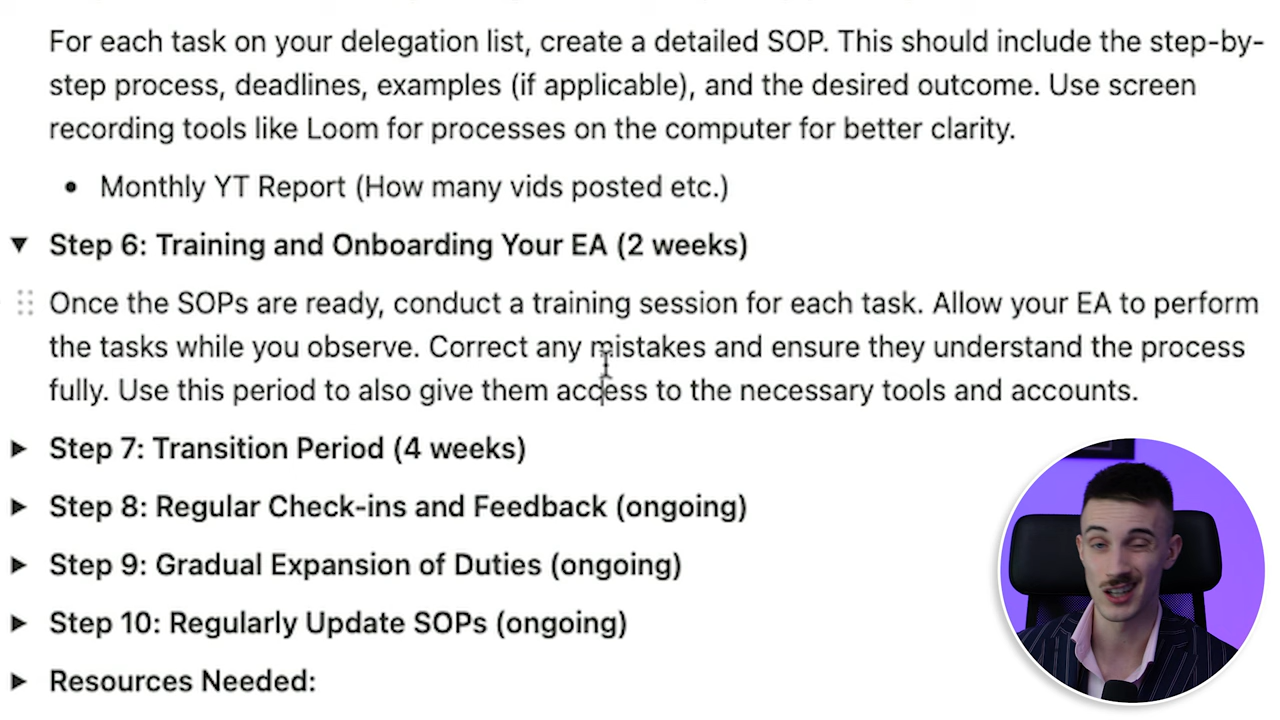 For each task on your delegation list, create a detailed SOP. This should include the step-by-
step process, deadlines, examples (if applicable), and the desired outcome. Use screen
recording tools like Loom for processes on the computer for better clarity.
• Monthly YT Report (How many vids posted etc.)
Step 6: Training and Onboarding Your EA (2 weeks)
Once the SOPs are ready, conduct a training session for each task. Allow your EA to perform
the tasks while you observe. Correct any mistakes and ensure they understand the process
fully. Use this period to also give them access to the necessary tools and accounts.
Step 7: Transition Period (4 weeks)
Step 8: Regular Check-ins and Feedback (ongoing)
Step 9: Gradual Expansion of Duties (ongoing)
Step 10: Regularly Update SOPs (ongoing)
Resources Needed: